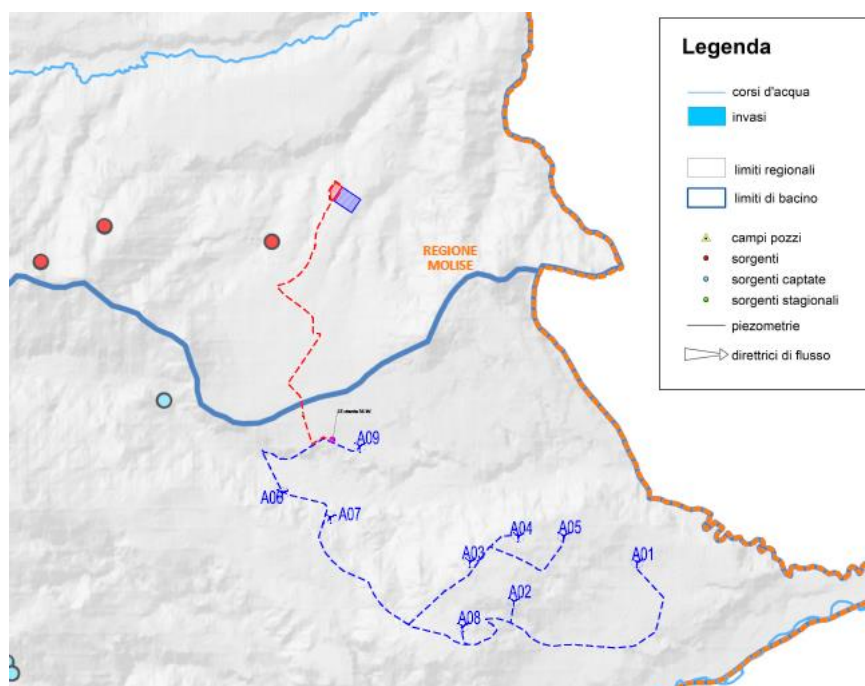 Legenda
corsi d'acqua
invasi
limiti regionali
limiti di bacino
campi pozzi
sorgenti
sorgenti captate
sorgenti stagionali
piezometrie
direttrici di flusso
REGIONE
MOLISE
A09
A06
A07
A04
A05
A03
A01
A02
A08